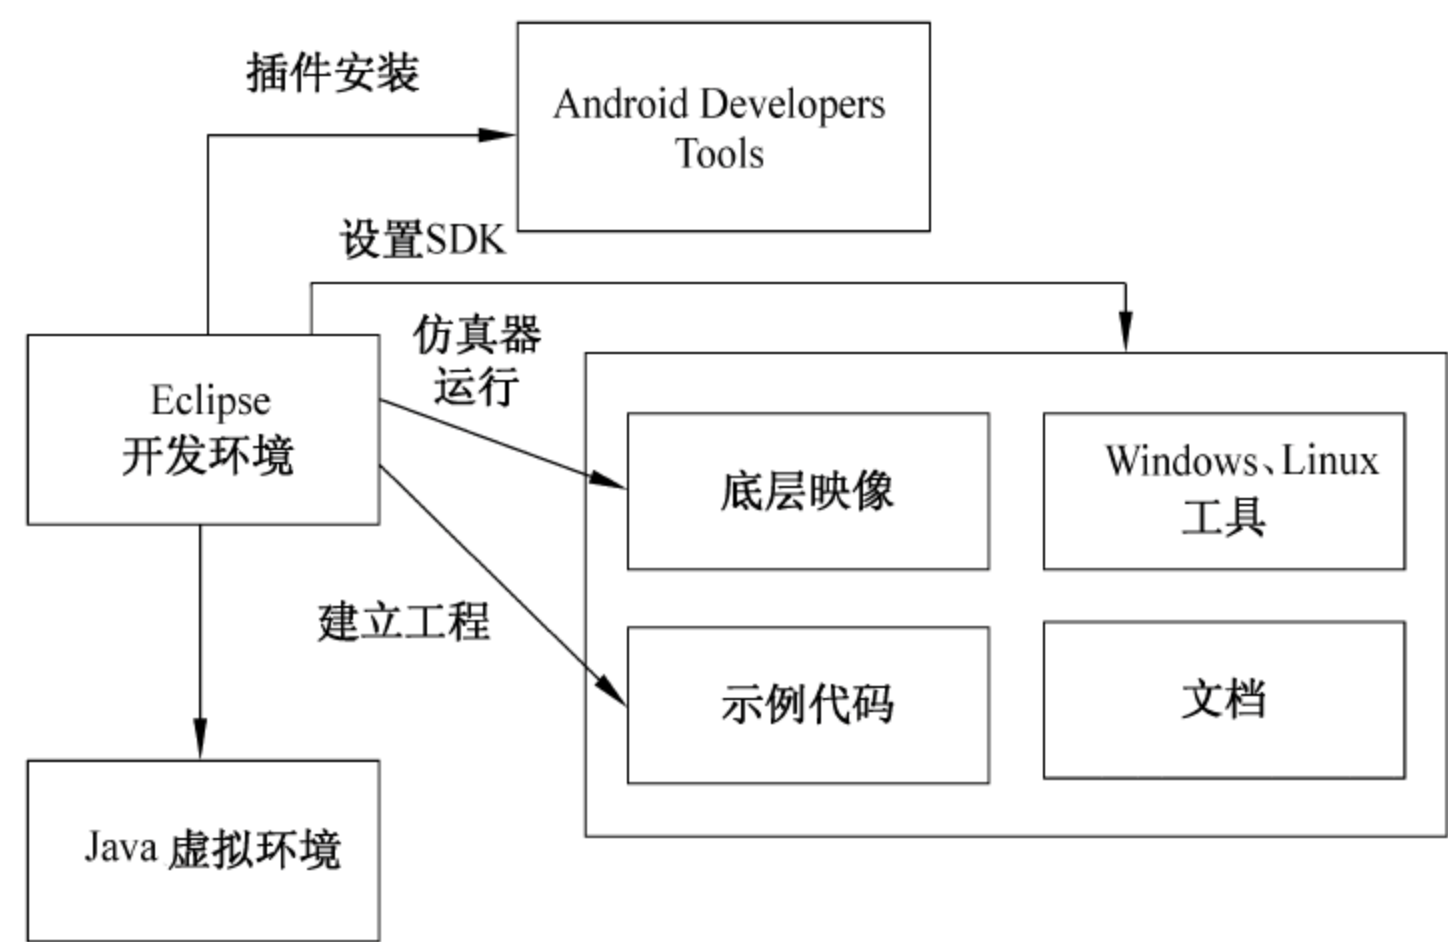 插件安装
Android Developers
Tools
设置SDK
仿真器
运行
Eclipse
开发环境
底层映像
Windows、Linux
工具
建立工程
示例代码
文档
Java 虚拟环境